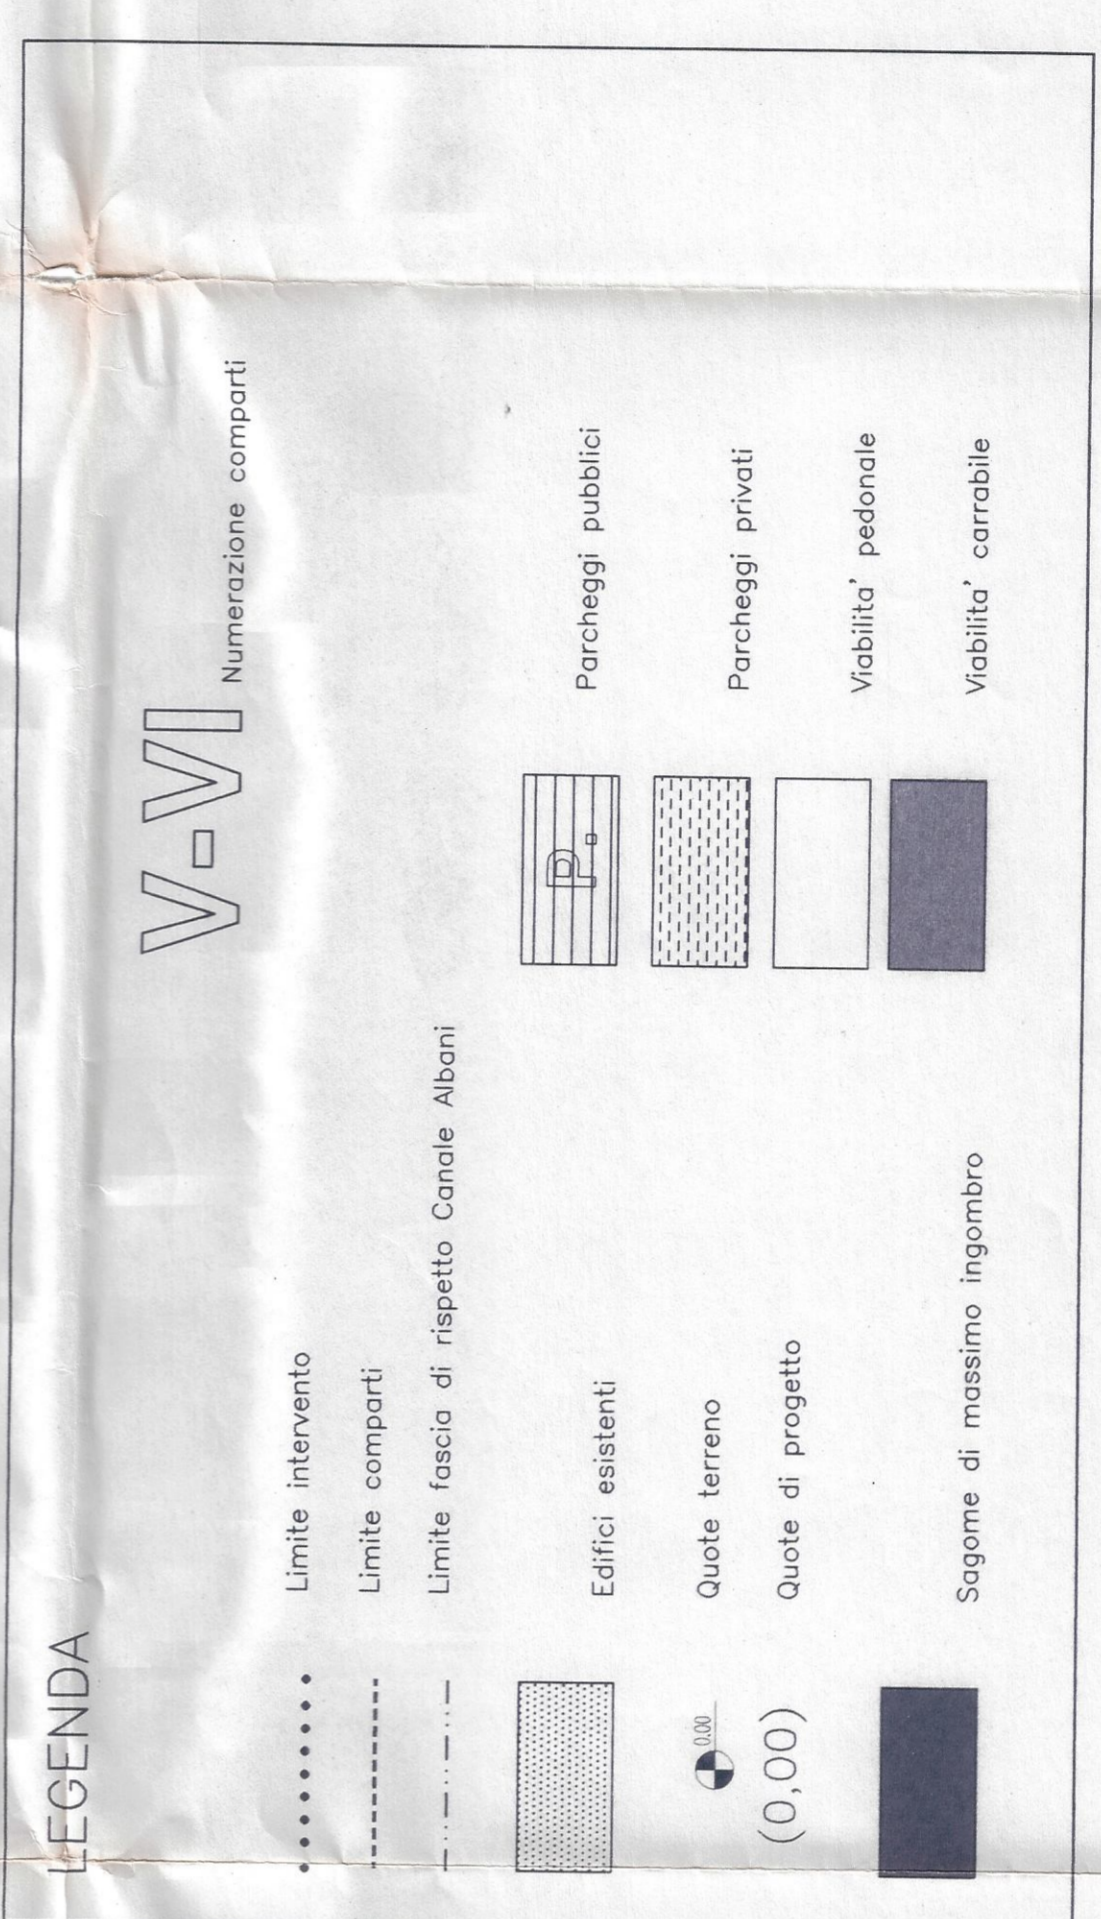 LEGENDA
V-VI Numerazione comparti
Limite intervento
Limite comparti
Limite fascia di rispetto Canale Albani
Edifici esistenti
P. Parcheggi pubblici
0.00 Quote terreno
Parcheggi privati
(0,00) Quote di progetto
Viabilita' pedonale
Sagome di massimo ingombro
Viabilita' carrabile